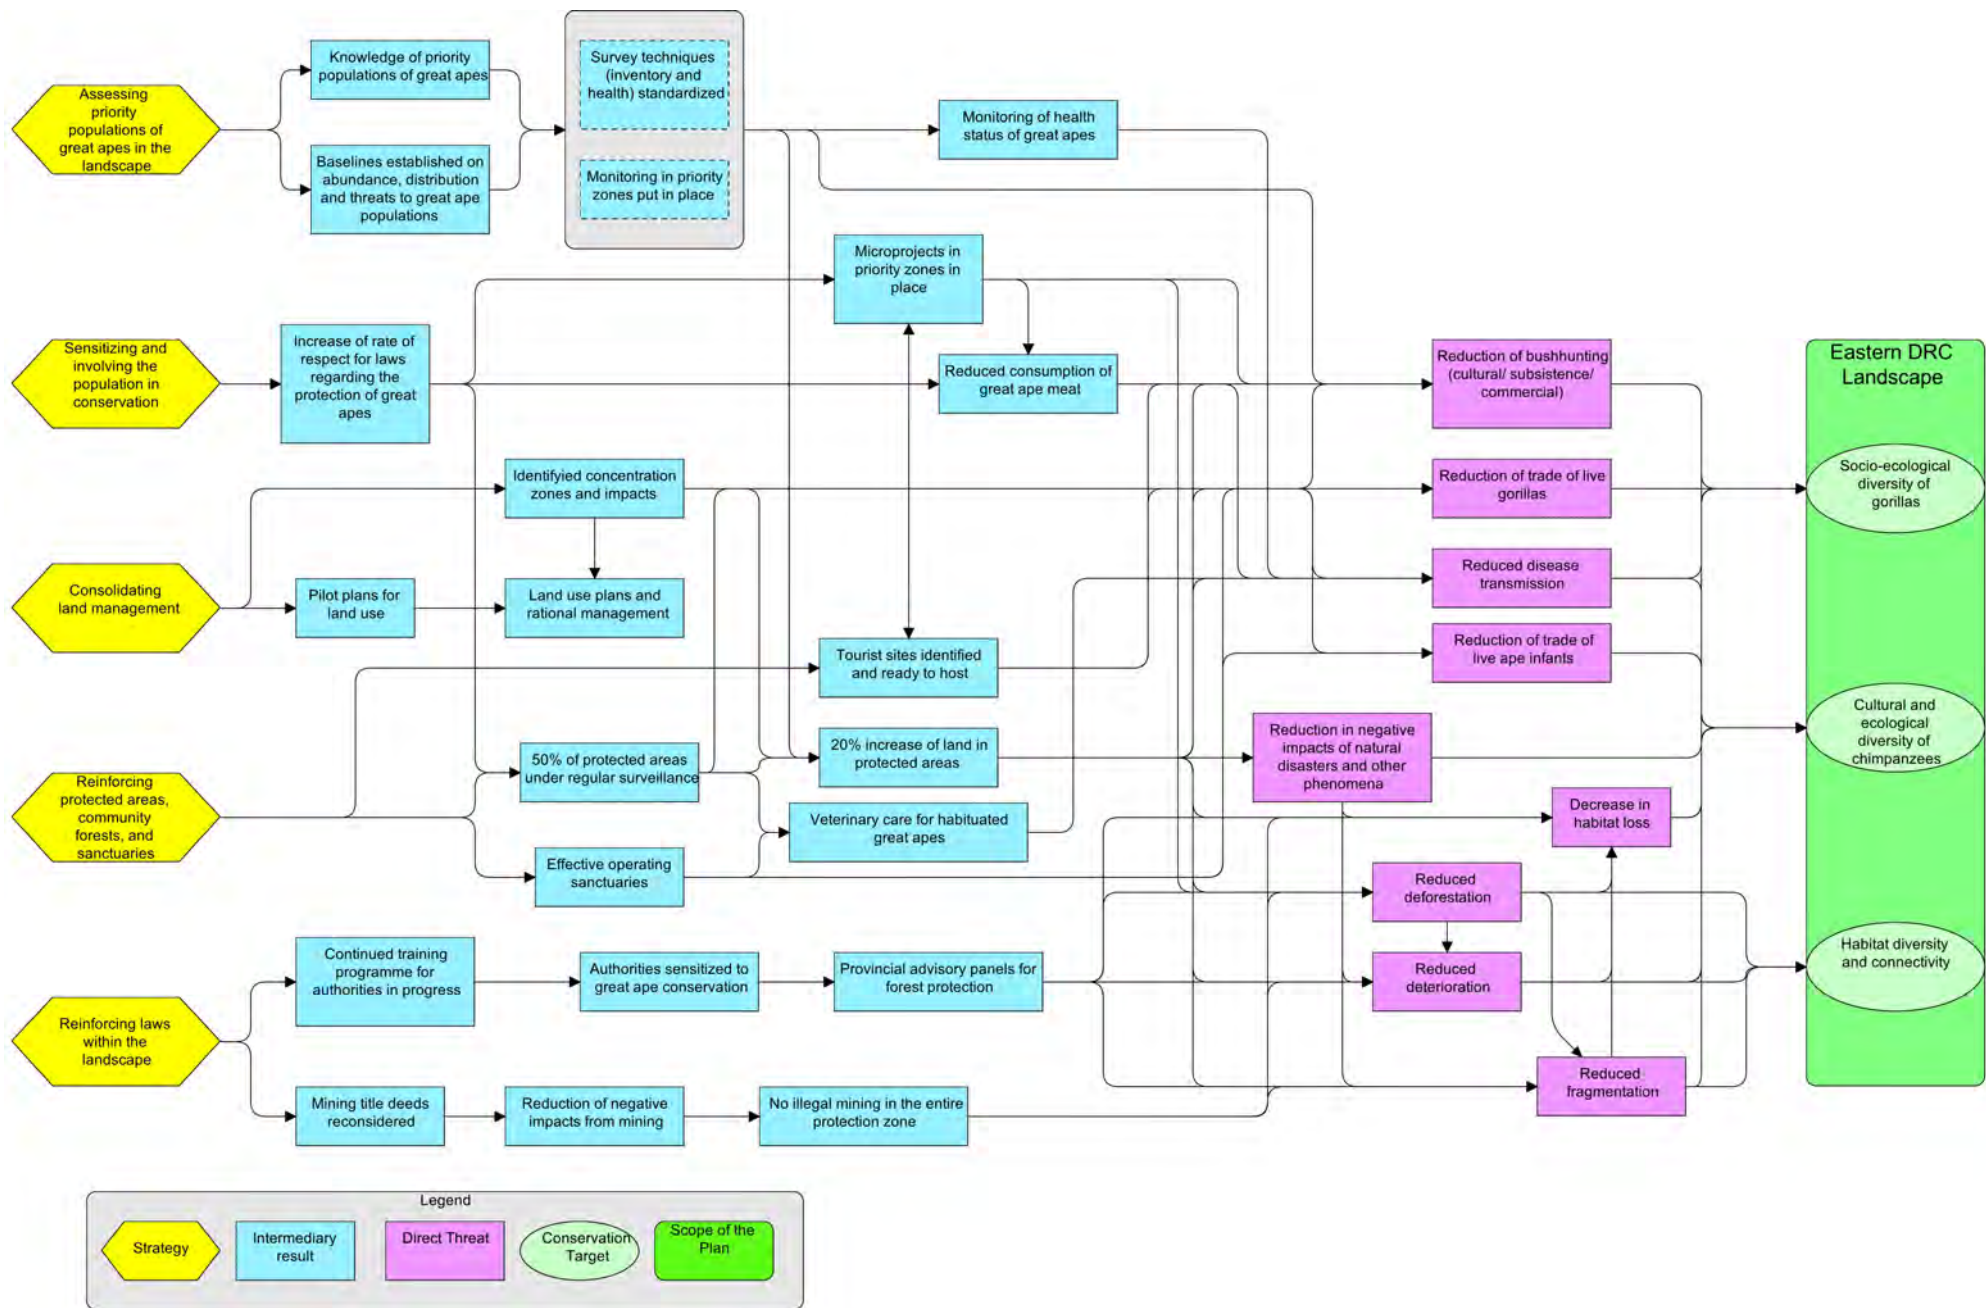 Assessing
priority
populations of
great apes in the
landscape
Knowledge of priority
populations of great apes
Baselines established on
abundance, distribution
and threats to great ape
populations
Survey techniques
(inventory and
health) standardized
Monitoring in priority
zones put in place
Monitoring of health
status of great apes
Microprojects in
priority zones in
place
Sensitizing and
involving the
population in
conservation
Increase of rate of
respect for laws
regarding the
protection of great
apes
Reduced consumption of
great ape meat
Reduction of bushhunting
(cultural/ subsistence/
commercial)
Eastern DRC
Landscape
Identifyied concentration
zones and impacts
Reduction of trade of live
gorillas
Socio-ecological
diversity of
gorillas
Consolidating
land management
Pilot plans for
land use
Land use plans and
rational management
Reduced disease
transmission
Tourist sites identified
and ready to host
Reduction of trade of
live ape infants
Cultural and
ecological
diversity of
chimpanzees
Reinforcing
protected areas,
community
forests, and
sanctuaries
50% of protected areas
under regular surveillance
20% increase of land in
protected areas
Reduction in negative
impacts of natural
disasters and other
phenomena
Veterinary care for habituated
great apes
Decrease in
habitat loss
Effective operating
sanctuaries
Reduced
deforestation
Reinforcing laws
within the
landscape
Continued training
programme for
authorities in progress
Authorities sensitized to
great ape conservation
Provincial advisory panels for
forest protection
Reduced
deterioration
Habitat diversity
and connectivity
Mining title deeds
reconsidered
Reduction of negative
impacts from mining
No illegal mining in the entire
protection zone
Reduced
fragmentation
Legend
Strategy
Intermediary
result
Direct Threat
Conservation
Target
Scope of the
Plan